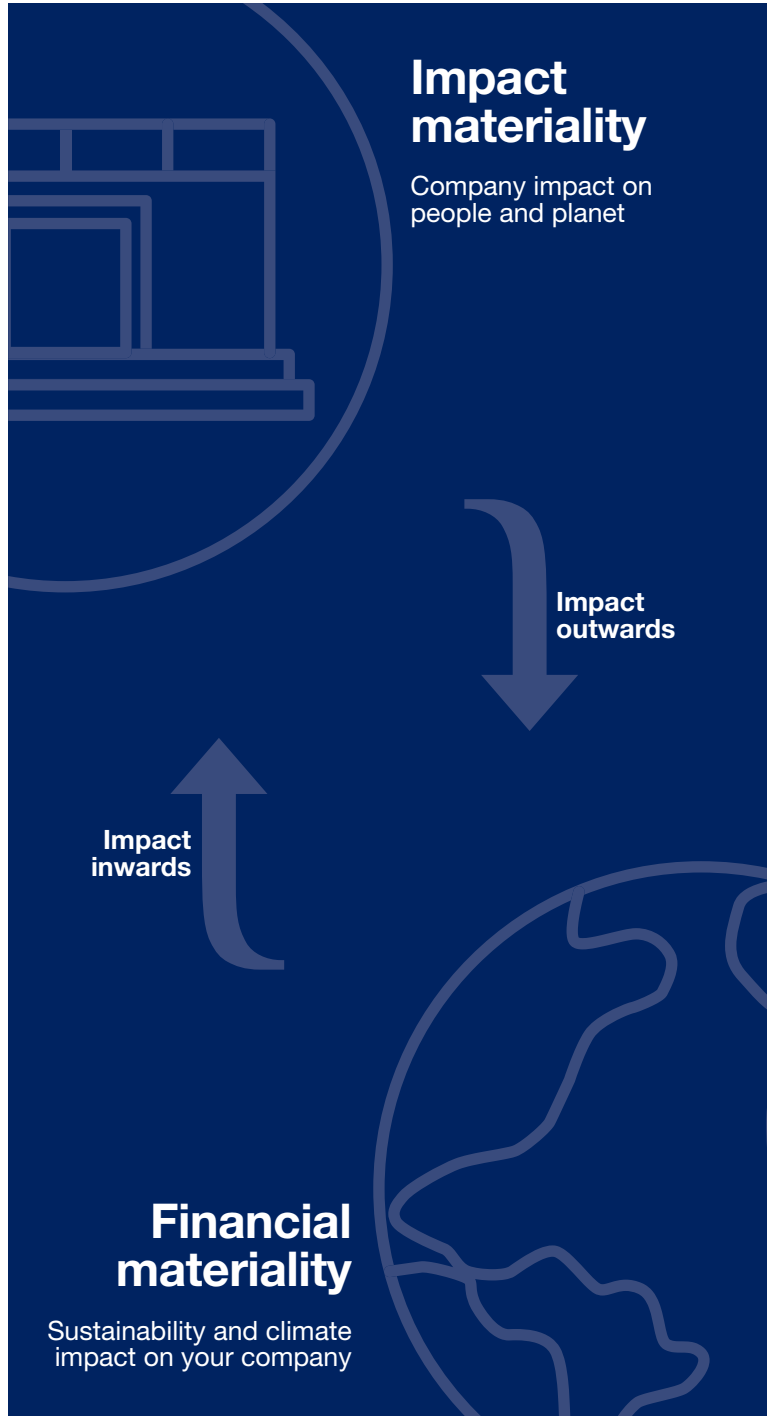 Impact
materiality
Company impact on
people and planet
Impact
outwards
Impact
inwards
Financial
materiality
Sustainability and climate
impact on your company